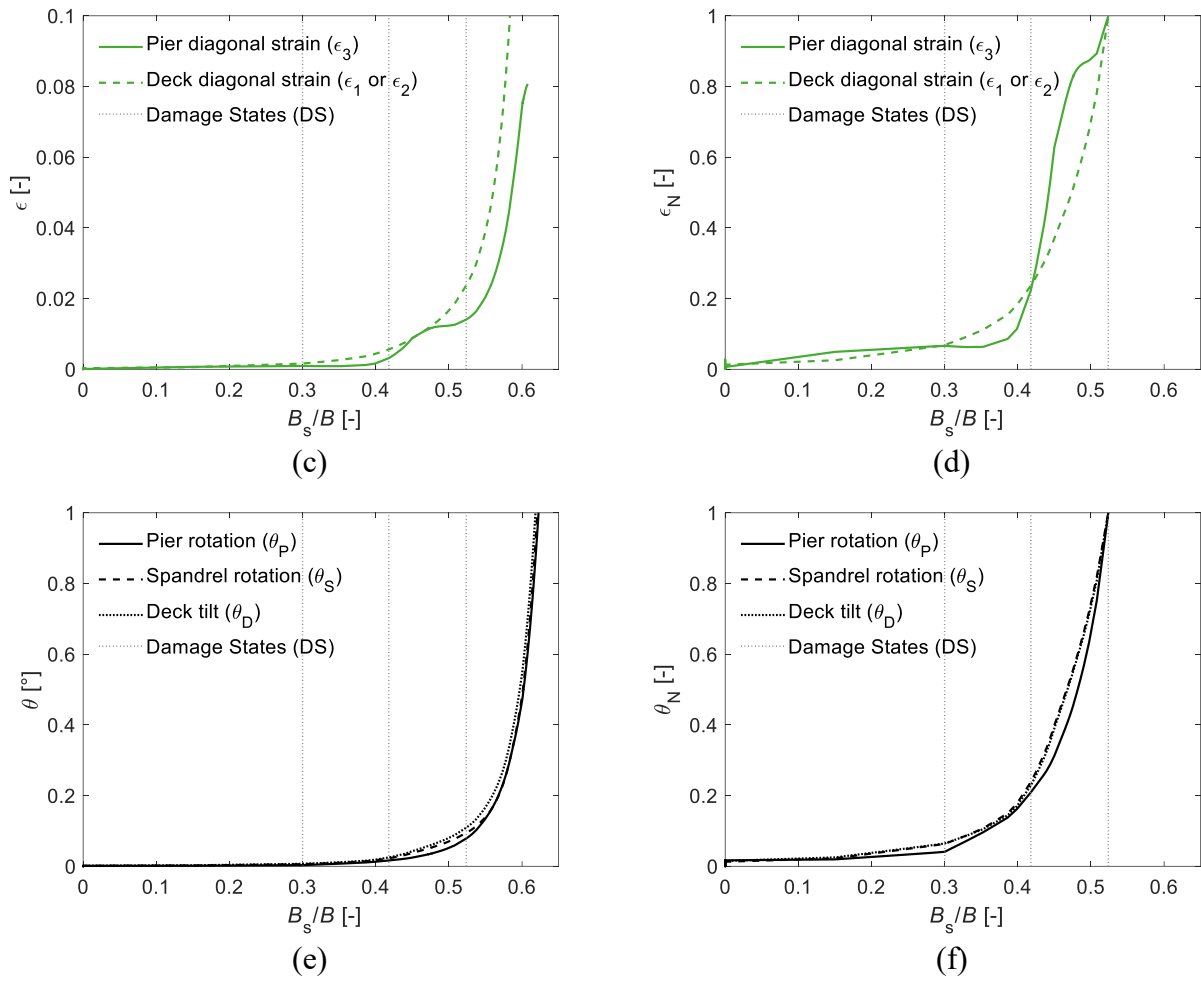 0.1
0.08
0.06
0.04
0.02
0
ϵ [-]
Pier diagonal strain (ϵ3)
Deck diagonal strain (ϵ1 or ϵ2)
Damage States (DS)
0 0.1 0.2 0.3 0.4 0.5 0.6
Bs/B [-]
(c)
1
0.8
0.6
0.4
0.2
0
ϵN [-]
Pier diagonal strain (ϵ3)
Deck diagonal strain (ϵ1 or ϵ2)
Damage States (DS)
0 0.1 0.2 0.3 0.4 0.5 0.6
Bs/B [-]
(d)
1
0.8
0.6
0.4
0.2
0
θ [°]
Pier rotation (θP)
Spandrel rotation (θS)
Deck tilt (θD)
Damage States (DS)
0 0.1 0.2 0.3 0.4 0.5 0.6
Bs/B [-]
(e)
1
0.8
0.6
0.4
0.2
0
θN [-]
Pier rotation (θP)
Spandrel rotation (θS)
Deck tilt (θD)
Damage States (DS)
0 0.1 0.2 0.3 0.4 0.5 0.6
Bs/B [-]
(f)